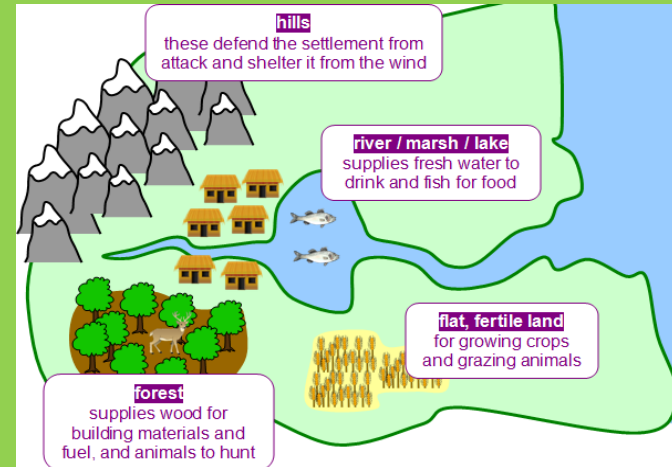 hills
these defend the settlement from
attack and shelter it from the wind
river / marsh / lake
supplies fresh water to
drink and fish for food
flat, fertile land
for growing crops
and grazing animals
forest
supplies wood for
building materials and
fuel, and animals to hunt